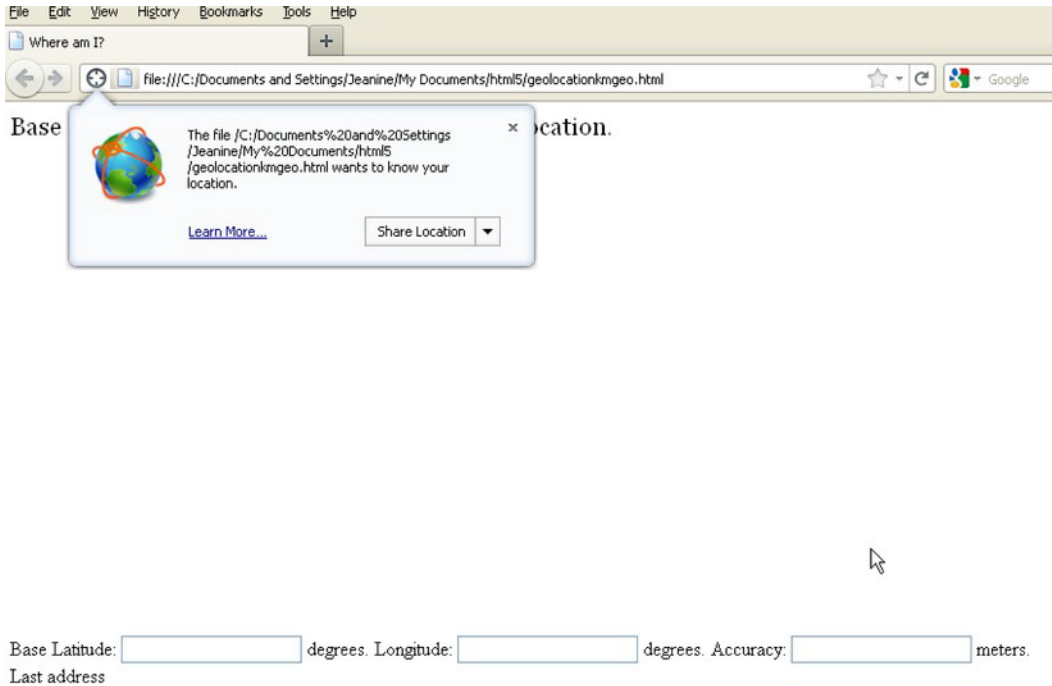 File Edit View History Bookmarks Tools Help
Where am I?
file:///C:/Documents and Settings/Jeanine/My Documents/html5/geolocationkmgeo.html Google
Base ocation.
The file /C:/Documents%20and%20Settings
/Jeanine/My%20Documents/html5
/geolocationkmgeo.html wants to know your
location.
Learn More... Share Location
Base Latitude: degrees. Longitude: degrees. Accuracy: meters.
Last address